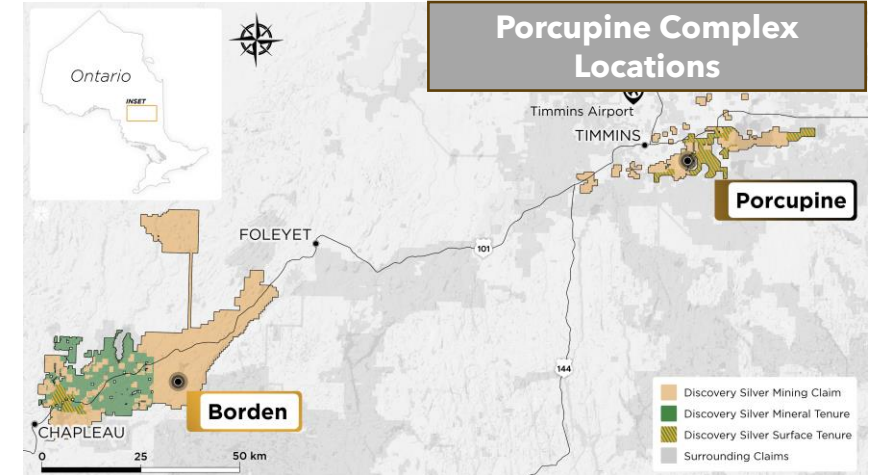 Porcupine Complex
Locations
Ontario
INSET
Timmins Airport
TIMMINS
Porcupine
FOLEYET
101
144
Borden
CHAPLEAU
0 25 50 km
Discovery Silver Mining Claim
Discovery Silver Mineral Tenure
Discovery Silver Surface Tenure
Surrounding Claims